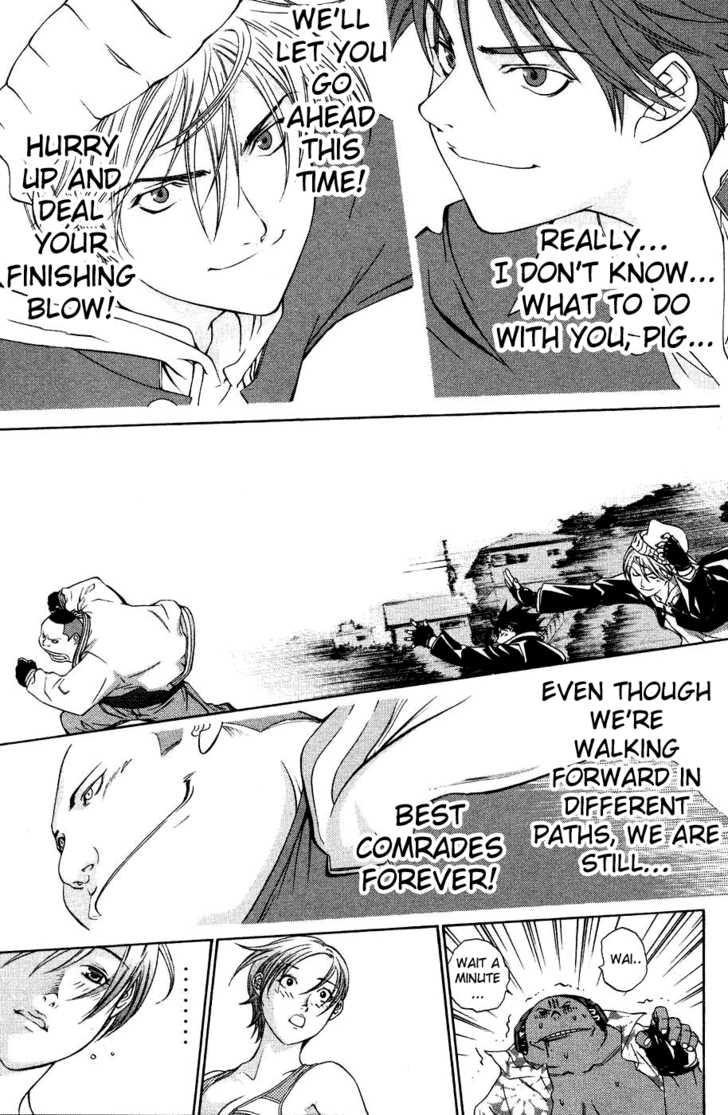 REALLY...
I DON'T KNOW...
WHAT TO DO
WITH YOU, PIG...
WE'LL
LET YOU
GO
AHEAD
THIS
TIME!
HURRY
UP AND
DEAL
YOUR
FINISHING
BLOW!
EVEN THOUGH
WE'RE
WALKING
FORWARD IN
DIFFERENT
PATHS, WE ARE
STILL...
BEST
COMRADES
FOREVER!
WAI..
WAIT A
MINUTE
...
......